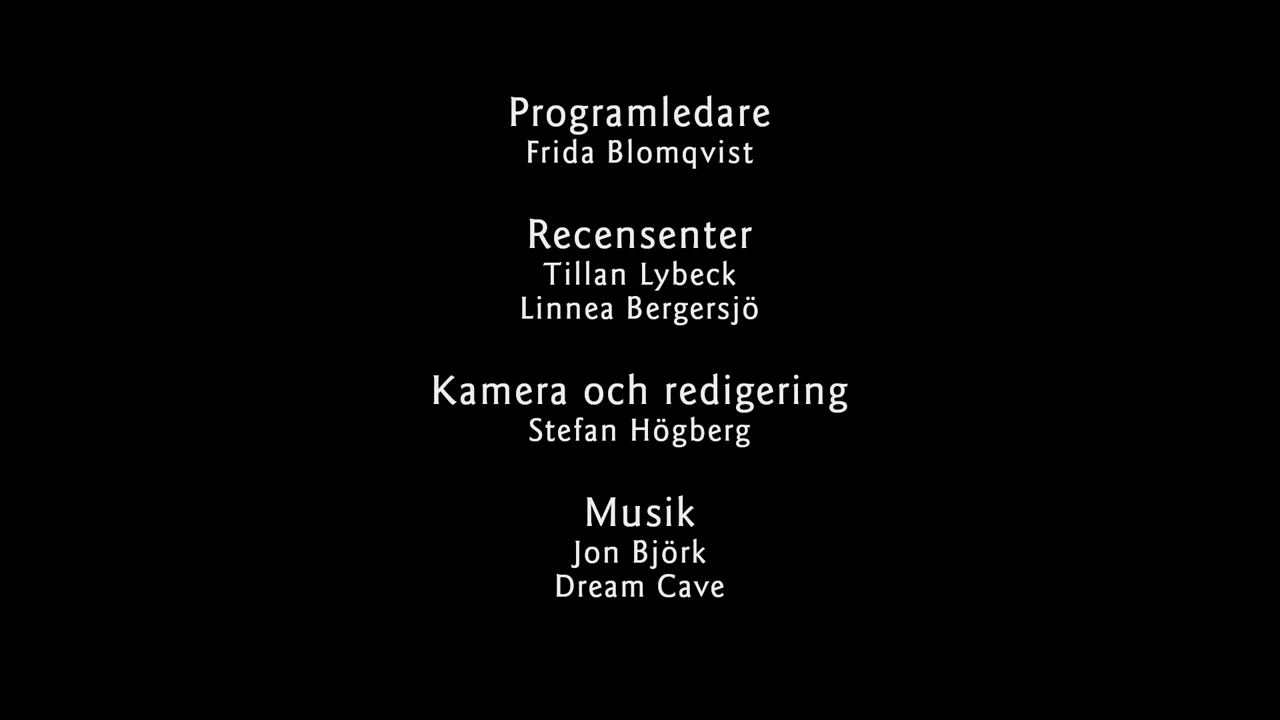 Programledare
Frida Blomqvist
Recensenter
Tillan Lybeck
Linnea Bergersjö
Kamera och redigering
Stefan Högberg
Musik
Jon Björk
Dream Cave